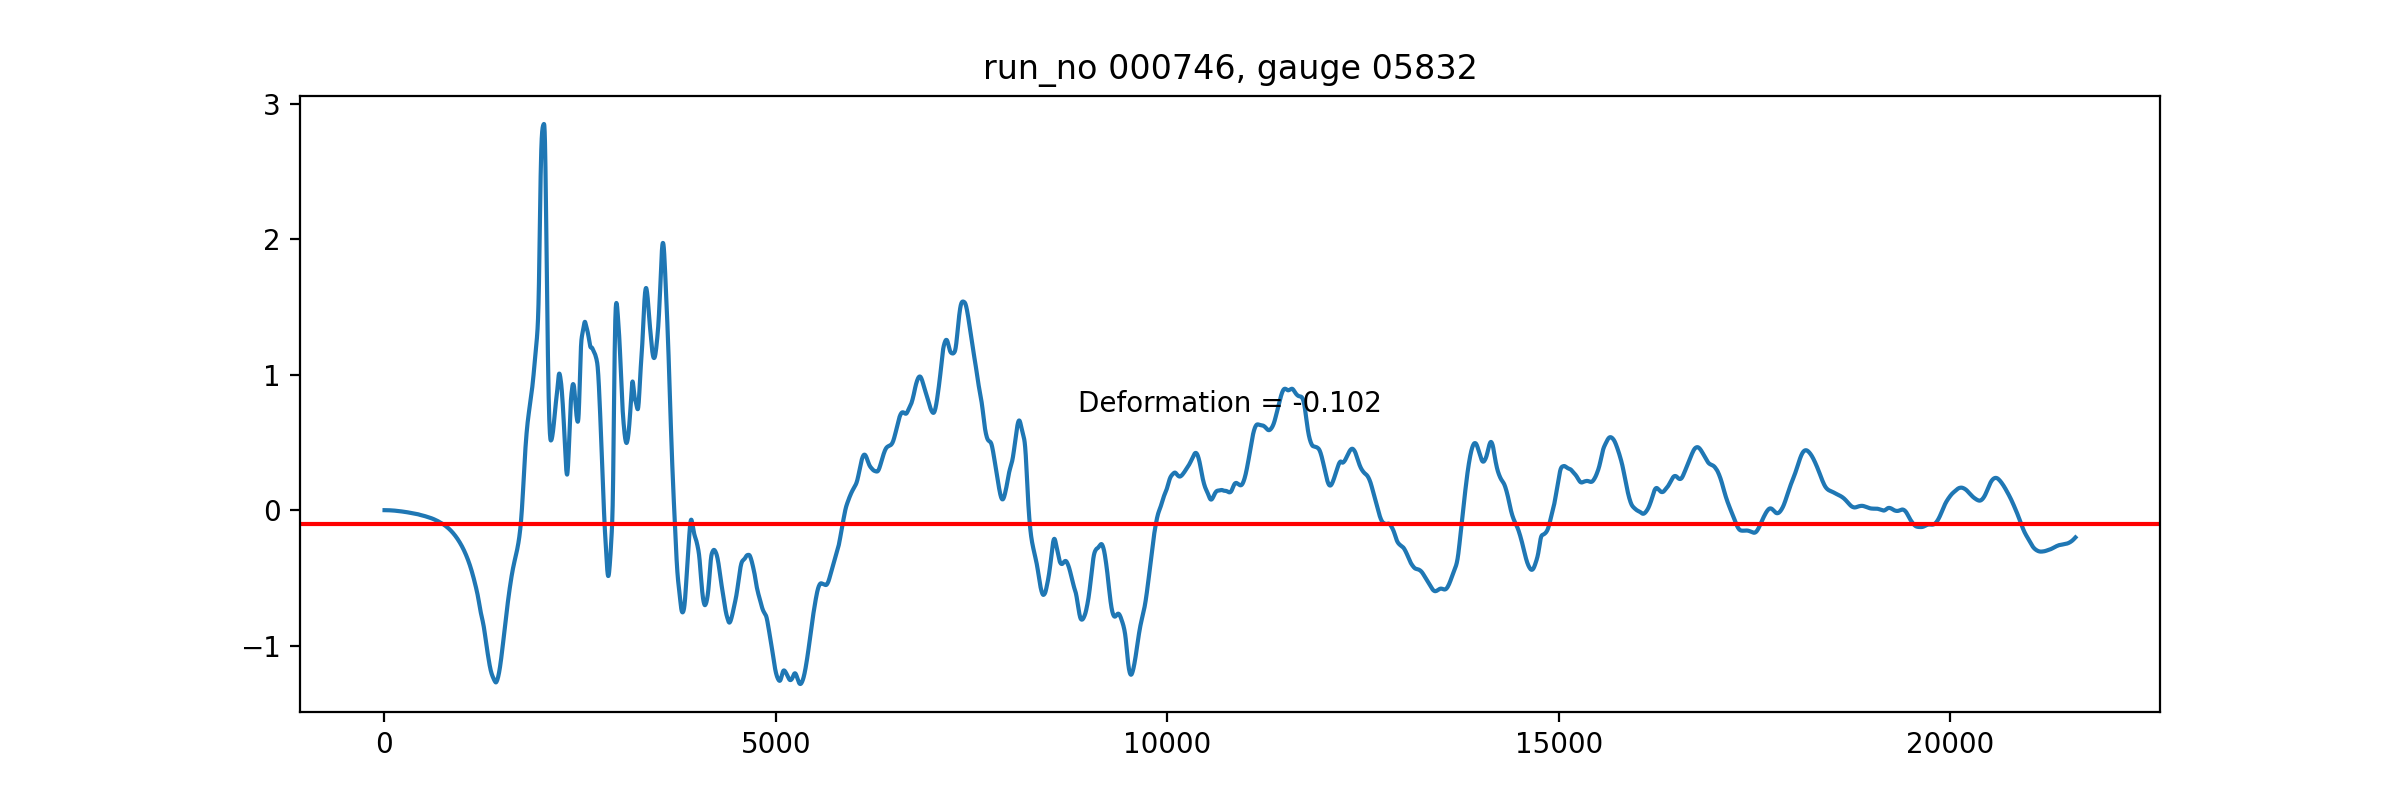 run_no 000746, gauge 05832
3
2
1
0
−1
Deformation = -0.102
0 5000 10000 15000 20000